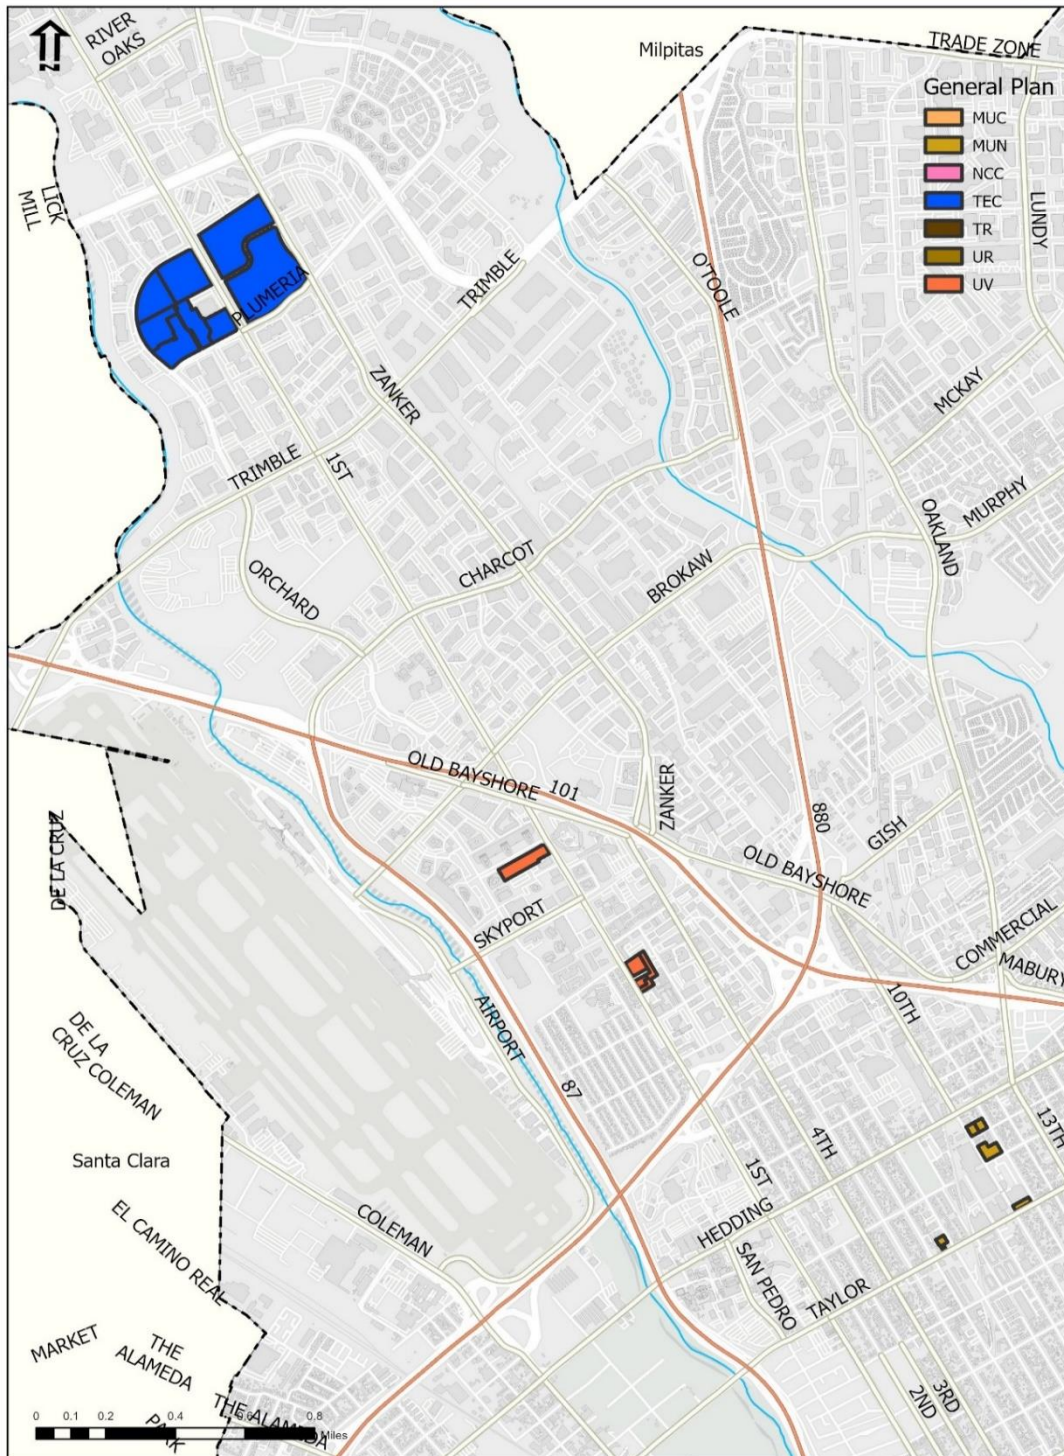 RIVER
OAKS
Milpitas
TRADE ZONE
General Plan
MUC
MUN
NCC
TEC
TR
UR
UV
LICK
MILL
LUNDY
O'TOOLE
TRIMBLE
PLUMERIA
ZANKER
MCKAY
TRIMBLE
1ST
MURPHY
OAKLAND
CHARCOT
BROKAW
ORCHARD
OLD BAYSHORE
101
ZANKER
880
GISH
DE LA CRUZ
OLD BAYSHORE
SKYPORT
COMMERCIAL
MABURY
10TH
AIRPORT
DE LA
CRUZ COLEMAN
87
13TH
4TH
Santa Clara
1ST
HEDDING
COLEMAN
EL CAMINO REAL
SAN PEDRO
TAYLOR
MARKET
THE
ALAMEDA
3RD
2ND
THE ALAMEDA
PARK
0 0.1 0.2 0.4 0.6 0.8
Miles